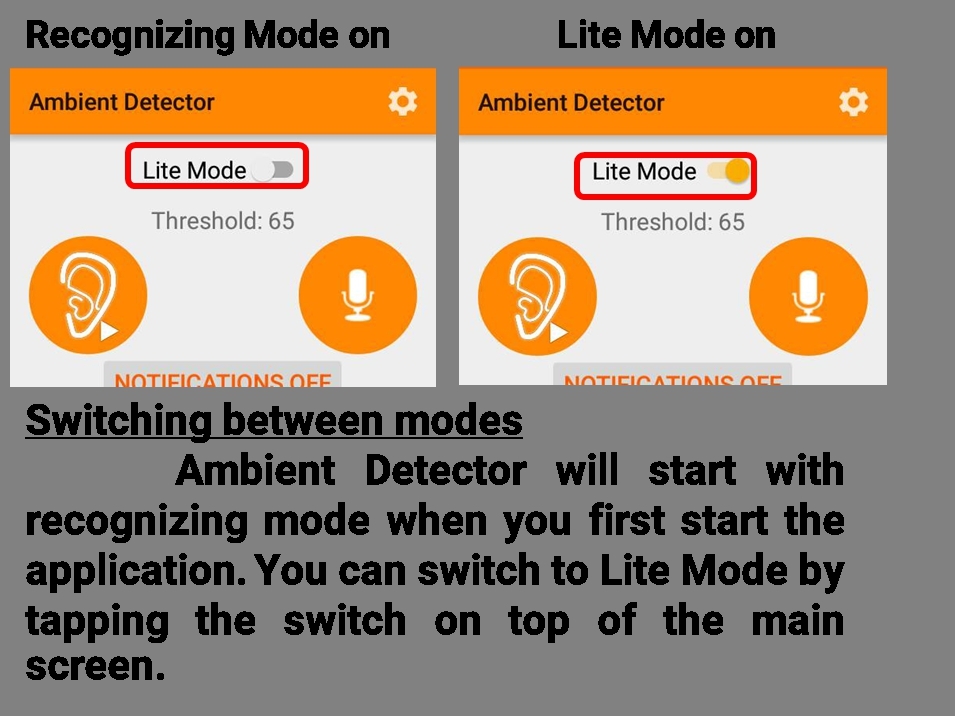 Recognizing Mode on
Lite Mode on
Ambient Detector
Lite Mode
Threshold: 65
NOTIFICATIONS OFF
Ambient Detector
Lite Mode
Threshold: 65
NOTIFICATIONS OFF
Switching between modes
Ambient Detector will start with
recognizing mode when you first start the
application. You can switch to Lite Mode by
tapping the switch on top of the main
screen.